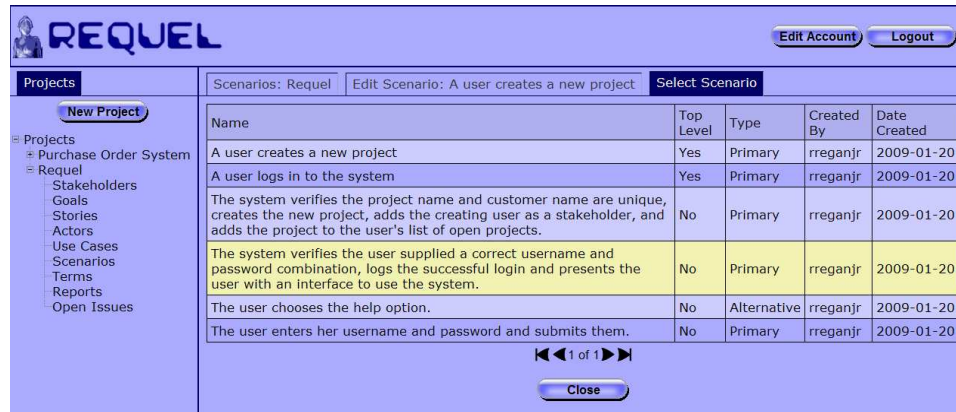 REQUEL
Edit Account
Logout
Projects
Scenarios: Requel
Edit Scenario: A user creates a new project
Select Scenario
New Project
Projects
Purchase Order System
Requel
Stakeholders
Goals
Stories
Actors
Use Cases
Scenarios
Terms
Reports
Open Issues
Name
Top
Level
Type
Created
By
Date
Created
A user creates a new project
Yes
Primary
rreganjr
2009-01-20
A user logs in to the system
Yes
Primary
rreganjr
2009-01-20
The system verifies the project name and customer name are unique,
creates the new project, adds the creating user as a stakeholder, and
adds the project to the user's list of open projects.
No
Primary
rreganjr
2009-01-20
The system verifies the user supplied a correct username and
password combination, logs the successful login and presents the
user with an interface to use the system.
No
Primary
rreganjr
2009-01-20
The user chooses the help option.
No
Alternative
rreganjr
2009-01-20
The user enters her username and password and submits them.
No
Primary
rreganjr
2009-01-20
1 of 1
Close